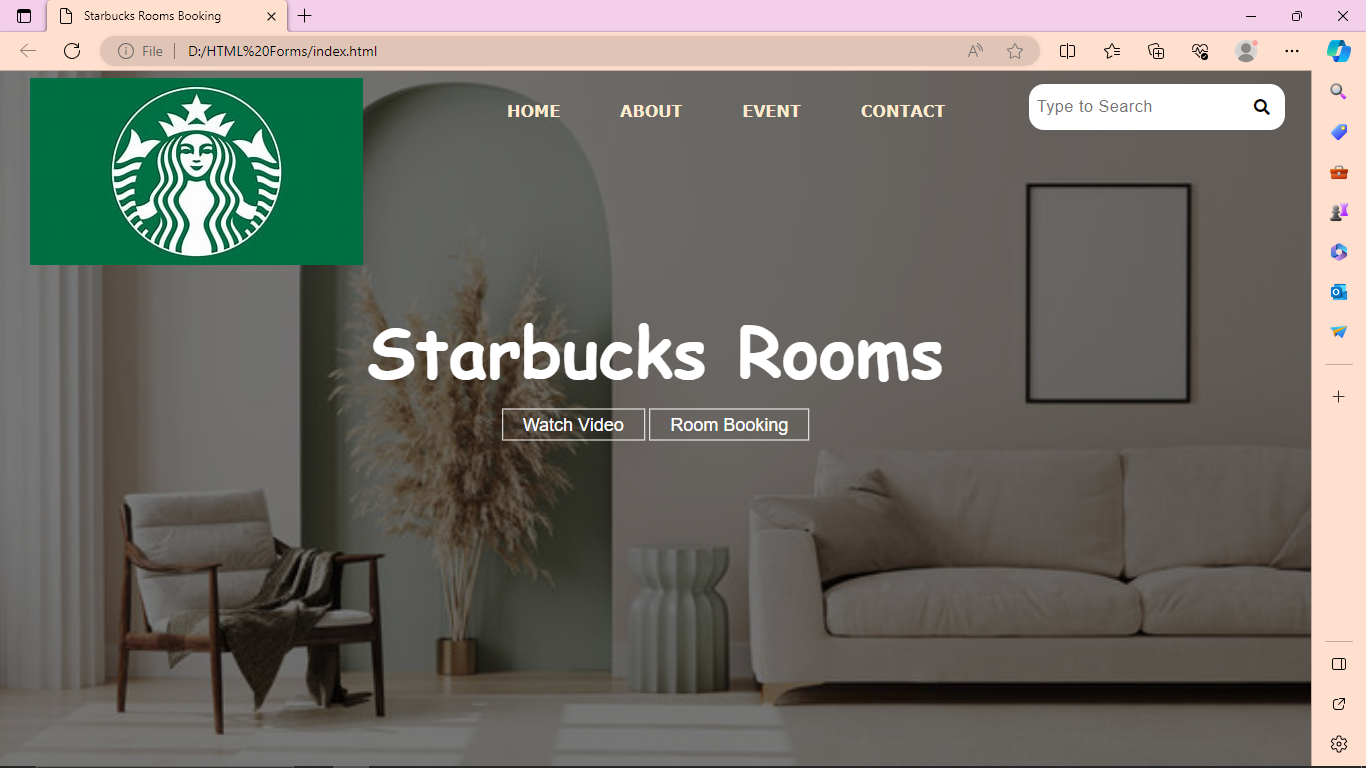 Starbucks Rooms Booking
File
D:/HTML%20Forms/index.html
HOME ABOUT EVENT CONTACT
Type to Search
Starbucks Rooms
Watch Video Room Booking